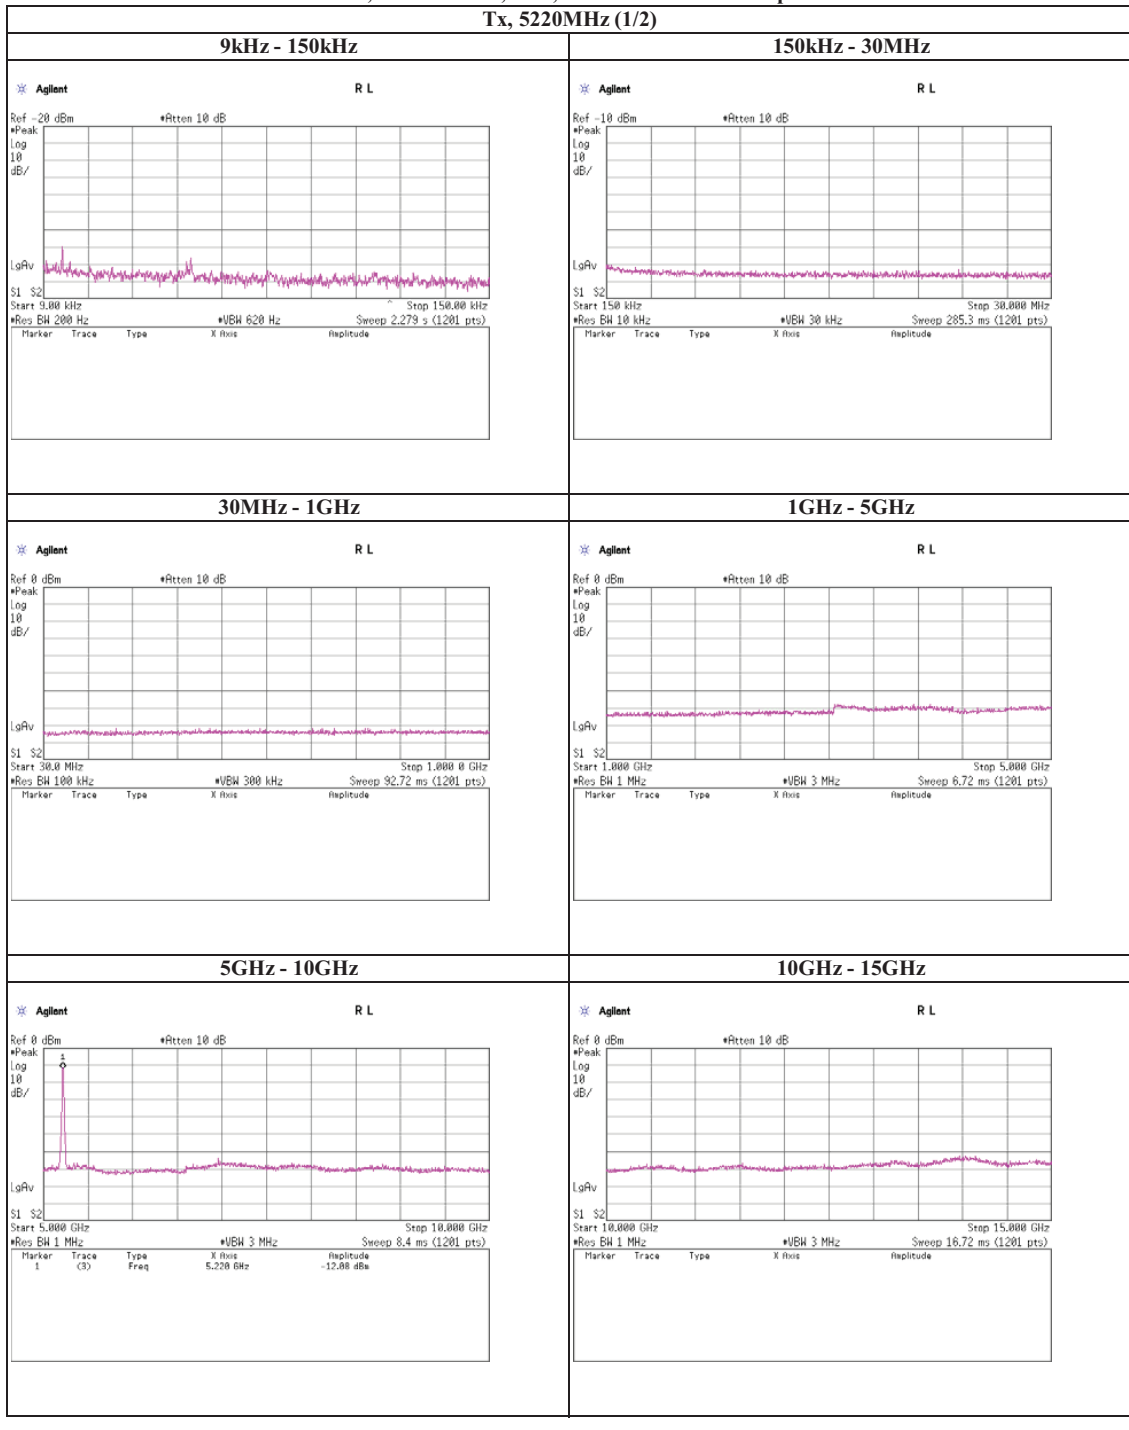 Tx, 5220MHz (1/2)
9kHz - 150kHz
Agilent R L
Ref -20 dBm #Atten 10 dB
#Peak
Log
10
dB/
LgAv
S1 S2
Start 9.00 kHz ^ Stop 150.00 kHz
#Res BW 200 Hz #VBW 620 Hz Sweep 2.279 s (1201 pts)
Marker Trace Type X Axis Amplitude
150kHz - 30MHz
Agilent R L
Ref -10 dBm #Atten 10 dB
#Peak
Log
10
dB/
LgAv
S1 S2
Start 150 kHz Stop 30.000 MHz
#Res BW 10 kHz #VBW 30 kHz Sweep 285.3 ms (1201 pts)
Marker Trace Type X Axis Amplitude
30MHz - 1GHz
Agilent R L
Ref 0 dBm #Atten 10 dB
#Peak
Log
10
dB/
LgAv
S1 S2
Start 30.0 MHz Stop 1.000 0 GHz
#Res BW 100 kHz #VBW 300 kHz Sweep 92.72 ms (1201 pts)
Marker Trace Type X Axis Amplitude
1GHz - 5GHz
Agilent R L
Ref 0 dBm #Atten 10 dB
#Peak
Log
10
dB/
LgAv
S1 S2
Start 1.000 GHz Stop 5.000 GHz
#Res BW 1 MHz #VBW 3 MHz Sweep 6.72 ms (1201 pts)
Marker Trace Type X Axis Amplitude
5GHz - 10GHz
Agilent R L
Ref 0 dBm #Atten 10 dB
#Peak
Log
10
dB/
1
LgAv
S1 S2
Start 5.000 GHz Stop 10.000 GHz
#Res BW 1 MHz #VBW 3 MHz Sweep 8.4 ms (1201 pts)
Marker Trace Type X Axis Amplitude
1 (3) Freq 5.220 GHz -12.08 dBm
10GHz - 15GHz
Agilent R L
Ref 0 dBm #Atten 10 dB
#Peak
Log
10
dB/
LgAv
S1 S2
Start 10.000 GHz Stop 15.000 GHz
#Res BW 1 MHz #VBW 3 MHz Sweep 16.72 ms (1201 pts)
Marker Trace Type X Axis Amplitude